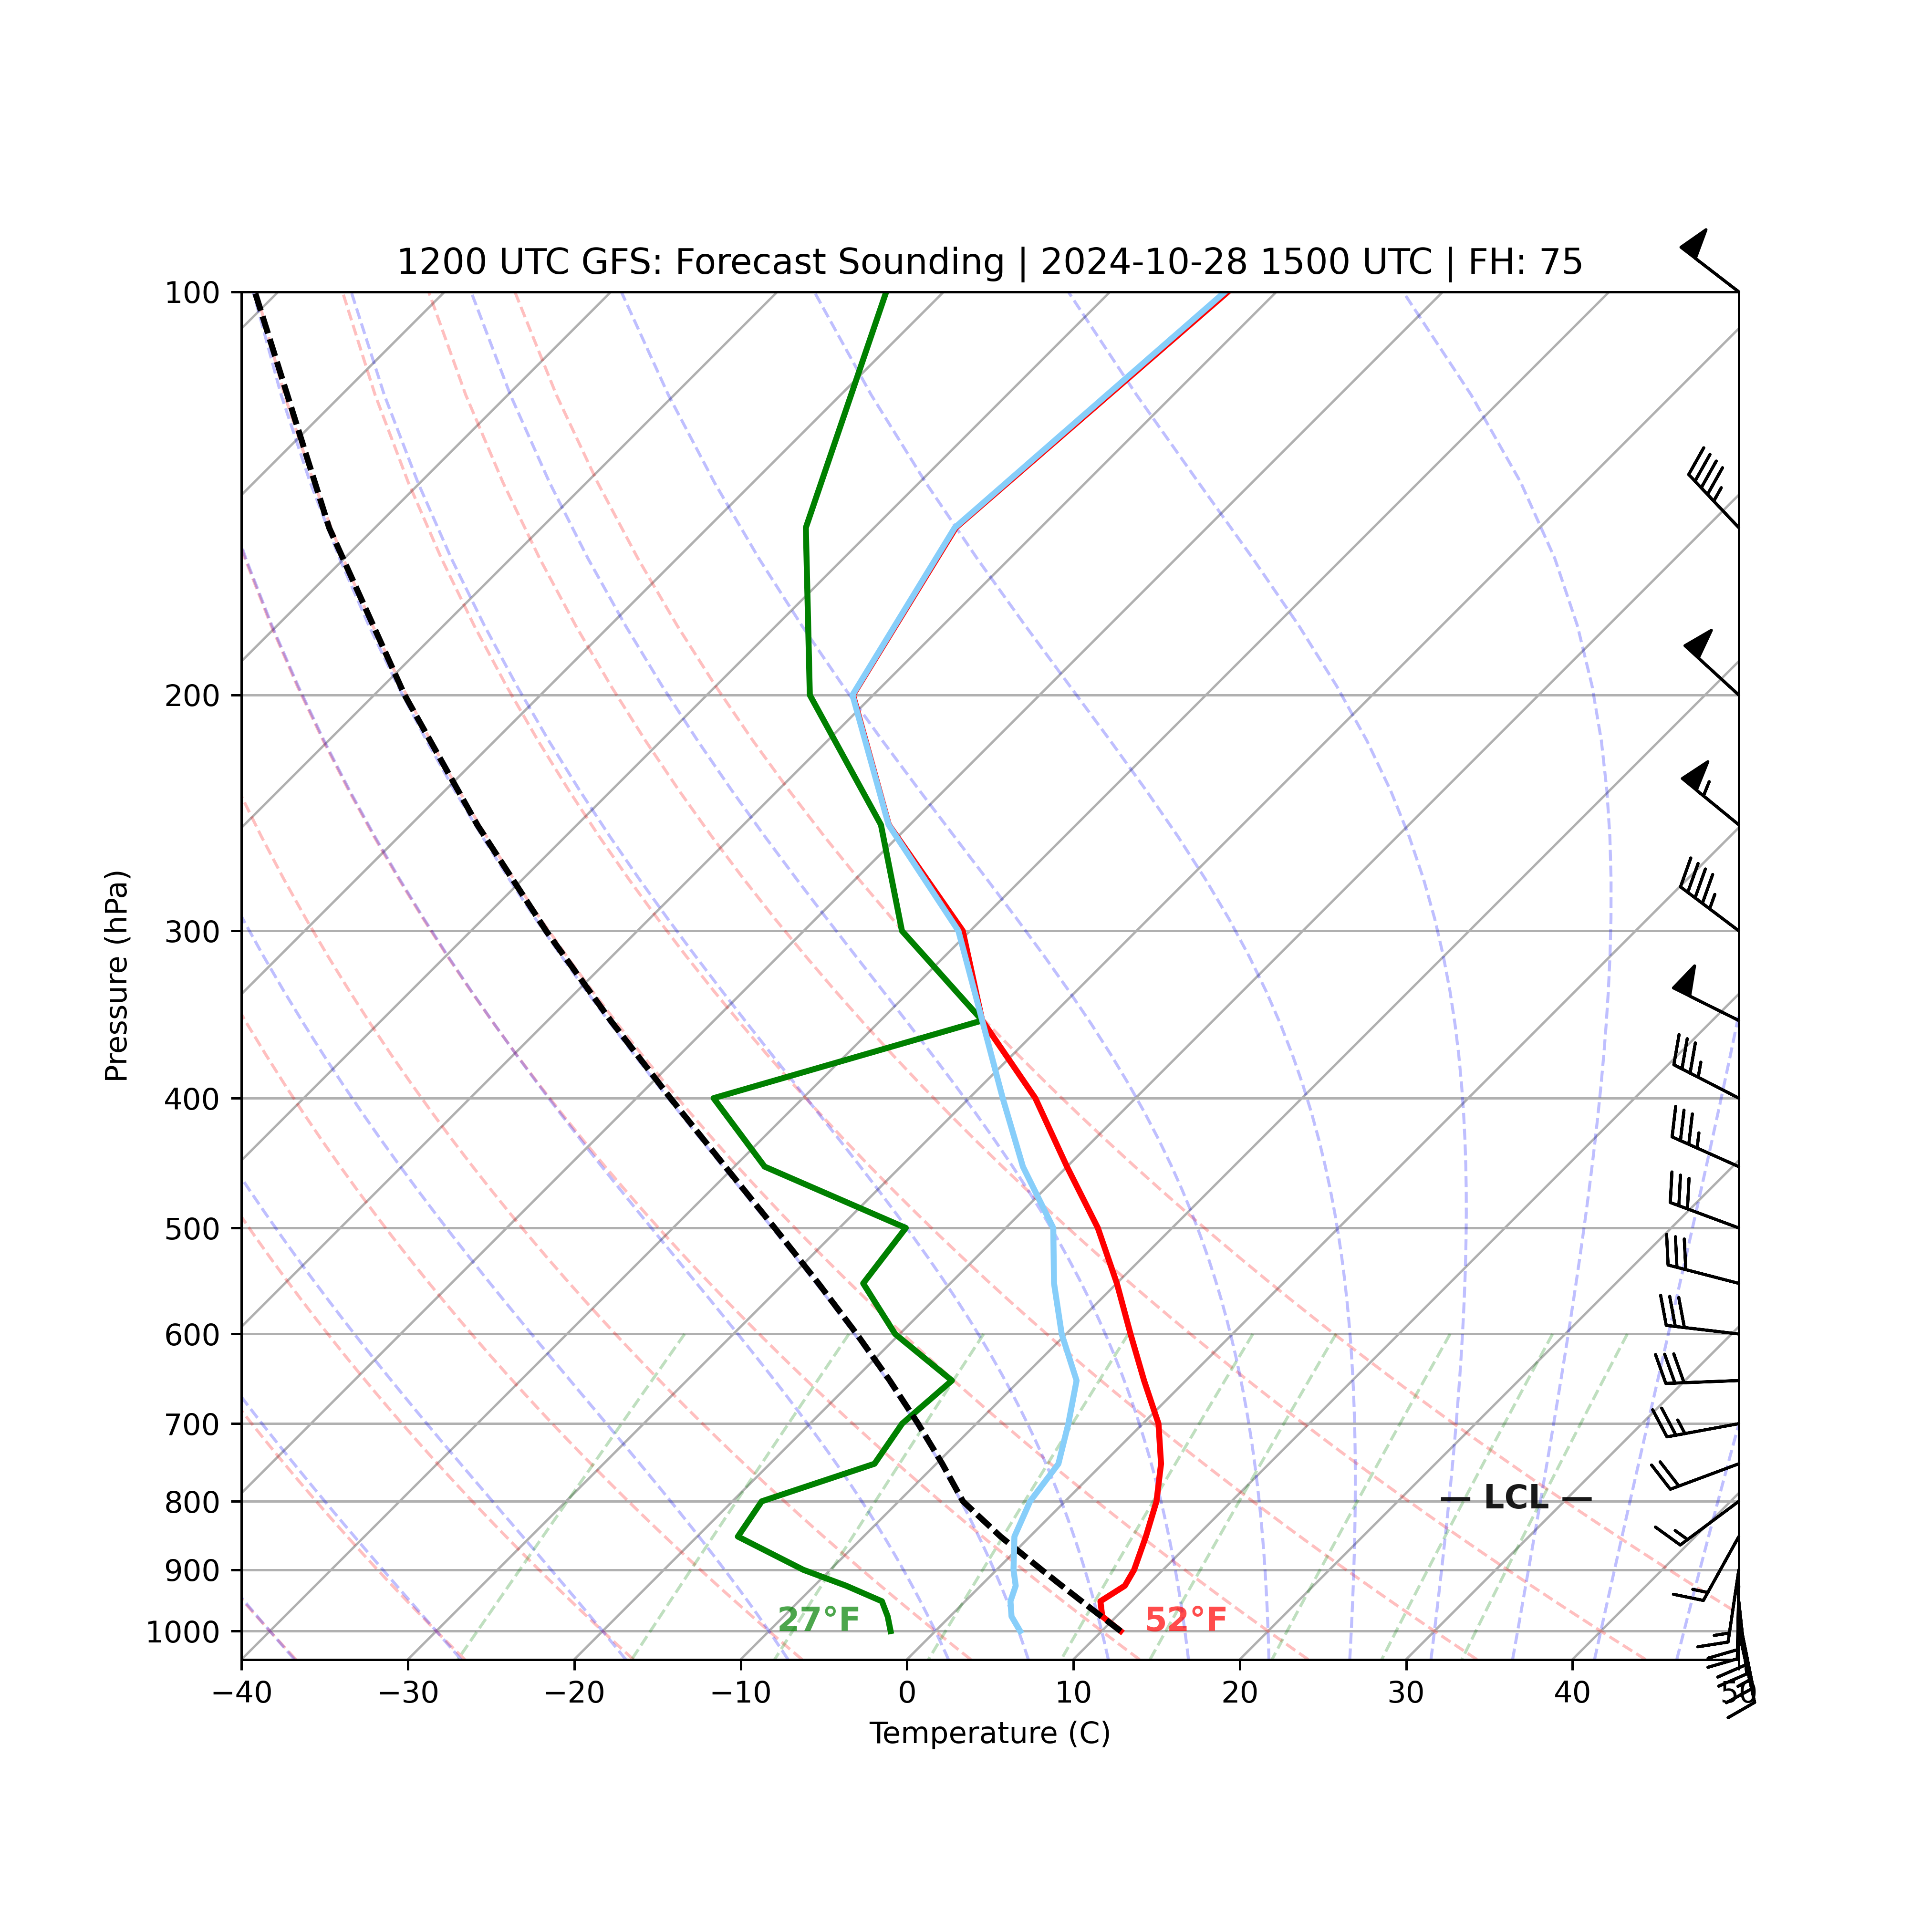 1200 UTC GFS: Forecast Sounding | 2024-10-28 1500 UTC | FH: 75
100
200
300
400
500
600
700
800
900
1000
Pressure (hPa)
LCL
27°F
52°F
−40 −30 −20 −10 0 10 20 30 40 50
Temperature (C)